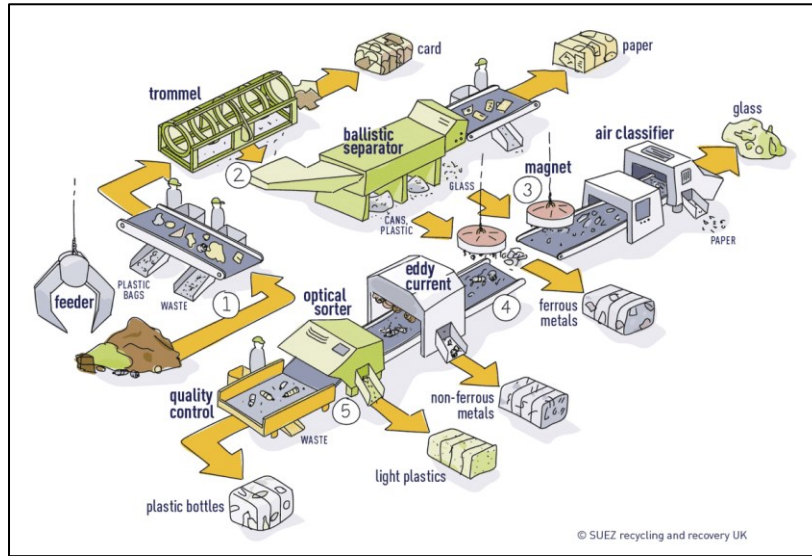 card
paper
trommel
ballistic
separator
glass
air classifier
magnet
2
3
GLASS
CANS,
PLASTIC
PAPER
feeder
PLASTIC
BAGS
WASTE
1
optical
sorter
eddy
current
4
ferrous
metals
quality
control
5
WASTE
non-ferrous
metals
light plastics
plastic bottles
© SUEZ recycling and recovery UK